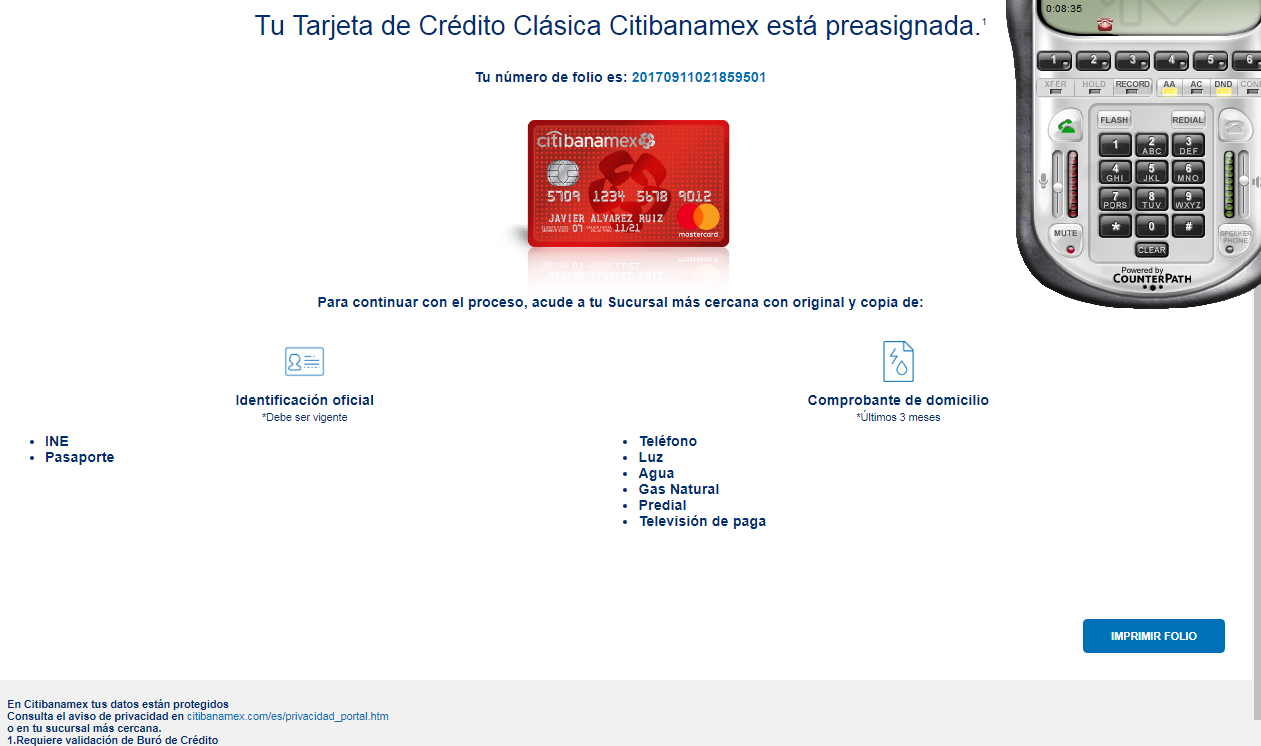 Tu Tarjeta de Crédito Clásica Citibanamex está preasignada.1
Tu número de folio es: 20170911021859501
citibanamex
5709 1234 5678 9012
JAVIER ALVAREZ RUIZ
07 11/21
mastercard
Para continuar con el proceso, acude a tu Sucursal más cercana con original y copia de:
Identificación oficial
*Debe ser vigente
• INE
• Pasaporte
Comprobante de domicilio
*Últimos 3 meses
• Teléfono
• Luz
• Agua
• Gas Natural
• Predial
• Televisión de paga
IMPRIMIR FOLIO
En Citibanamex tus datos están protegidos
Consulta el aviso de privacidad en citibanamex.com/es/privacidad_portal.htm
o en tu sucursal más cercana.
1.Requiere validación de Buró de Crédito
0:08:35
1 2 3 4 5 6
XFER HOLD RECORD AA AC DND CON
FLASH REDIAL
1 2 ABC 3 DEF
4 GHI 5 JKL 6 MNO
7 PQRS 8 TUV 9 WXYZ
* 0 #
MUTE
SPEAKER PHONE
CLEAR
Powered by
COUNTERPATH